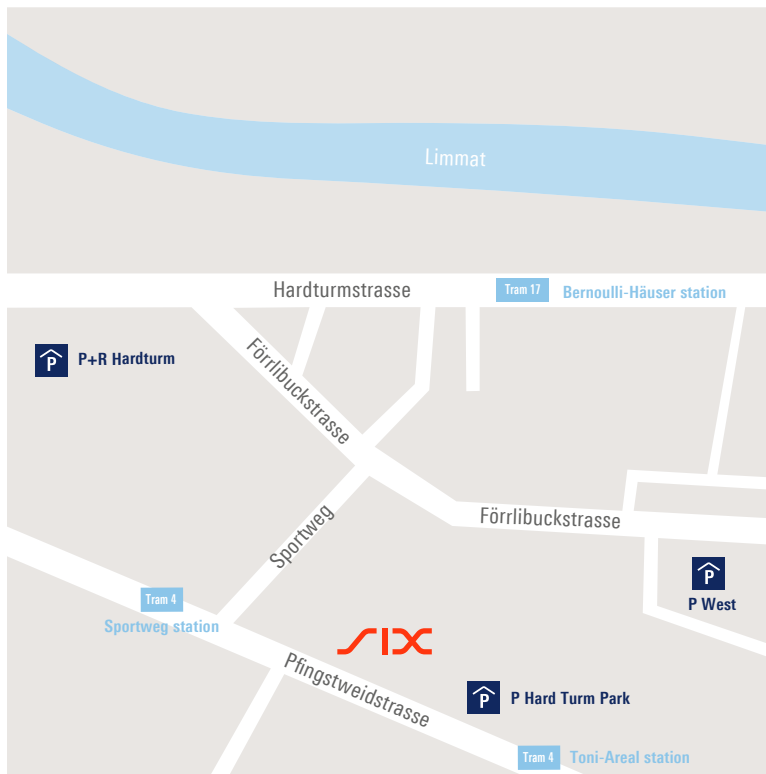 Limmat
Hardturmstrasse
Tram 17
Bernoulli-Häuser station
P
P+R Hardturm
Förrlibuckstrasse
Sportweg
Förrlibuckstrasse
P
P West
Tram 4
Sportweg station
SIX
Pfingstweidstrasse
P
P Hard Turm Park
Tram 4
Toni-Areal station